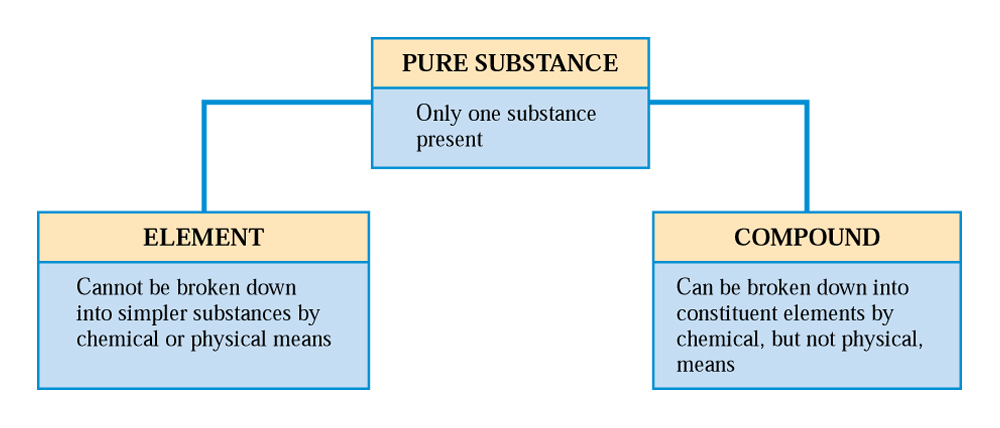 PURE SUBSTANCE
Only one substance
present
ELEMENT
Cannot be broken down
into simpler substances by
chemical or physical means
COMPOUND
Can be broken down into
constituent elements by
chemical, but not physical,
means